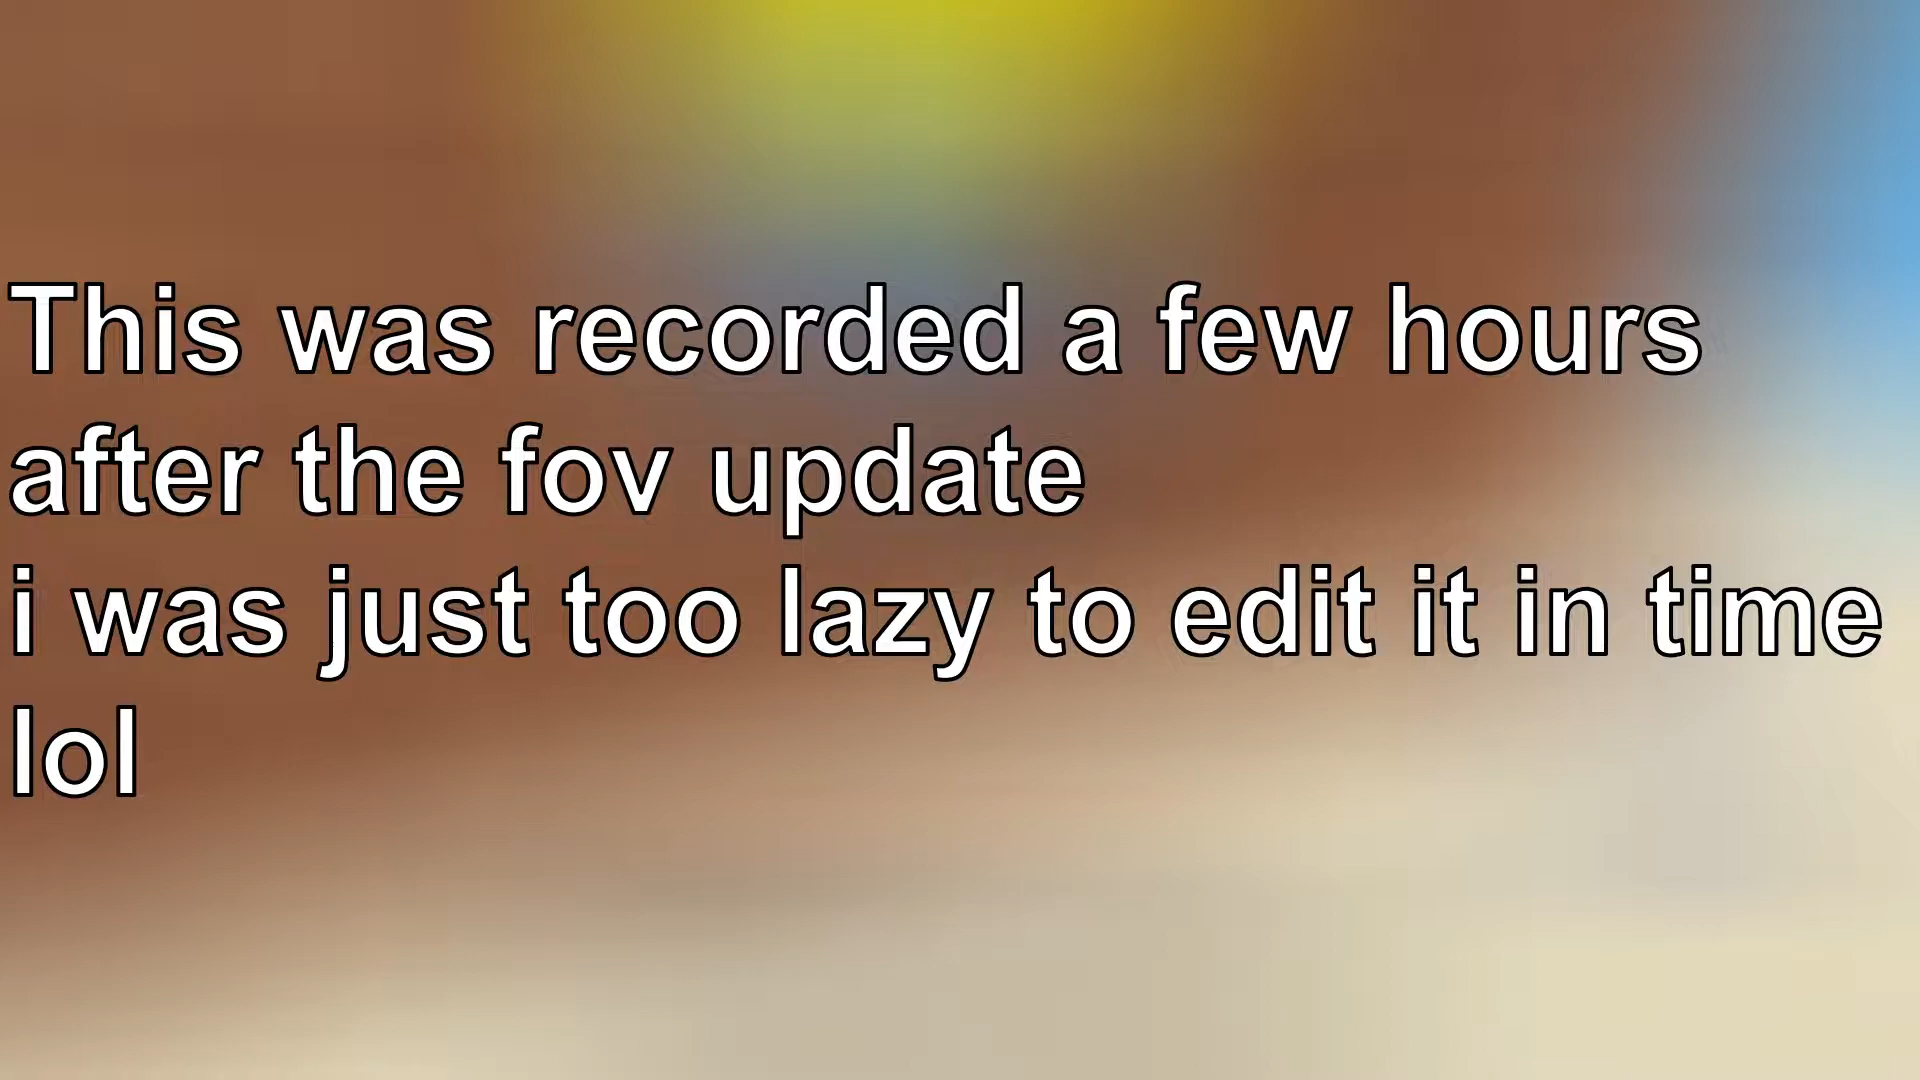 This was recorded a few hours
after the fov update
i was just too lazy to edit it in time
lol